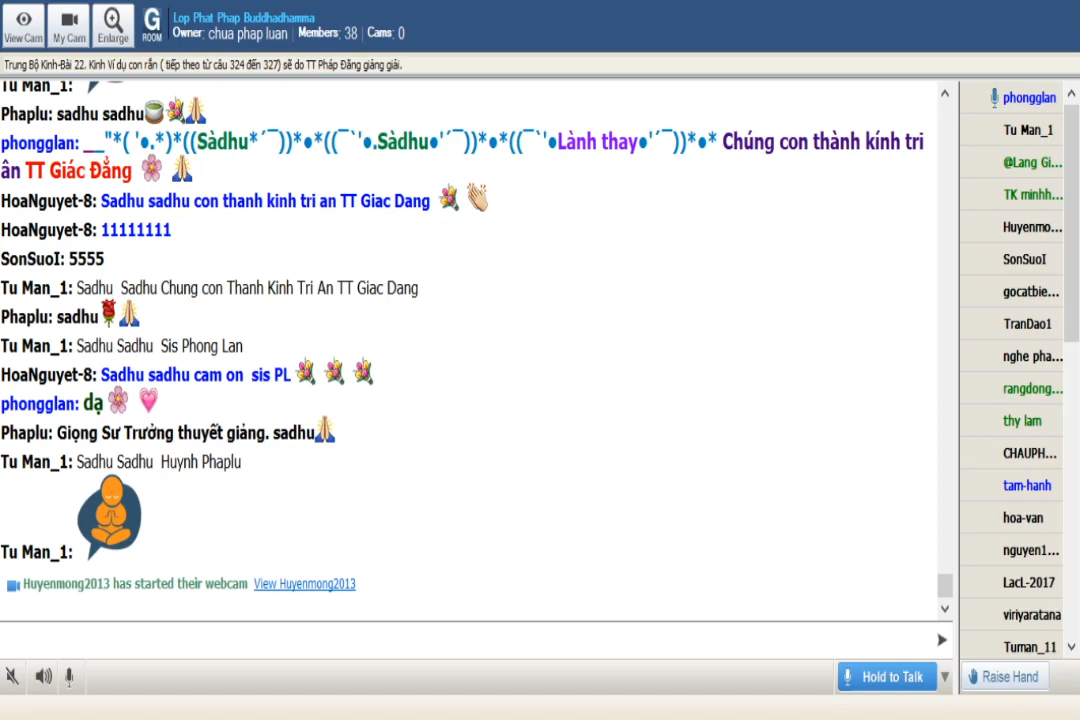 View Cam
My Cam
Enlarge
G
ROOM
Lop Phat Phap Buddhadhamma
Owner: chua phap luan | Members: 38 | Cams: 0
Trung Bộ Kinh-Bài 22. Kinh Ví dụ con rắn ( tiếp theo từ câu 324 đến 327) sẽ do TT Pháp Đăng giảng giải.
Tu Man_1:
Phaplu: sadhu sadhu
phongglan: __"*( '●.*)*((Sàdhu*´¯))*●*((¯`'●.Sàdhu●'´¯))*●*((¯`'●Lành thay●'´¯))*●* Chúng con thành kính tri
ân TT Giác Đẳng
HoaNguyet-8: Sadhu sadhu con thanh kinh tri an TT Giac Dang
HoaNguyet-8: 11111111
SonSuoI: 5555
Tu Man_1: Sadhu Sadhu Chung con Thanh Kinh Tri An TT Giac Dang
Phaplu: sadhu
Tu Man_1: Sadhu Sadhu Sis Phong Lan
HoaNguyet-8: Sadhu sadhu cam on sis PL
phongglan: dạ
Phaplu: Giọng Sư Trưởng thuyết giảng. sadhu
Tu Man_1: Sadhu Sadhu Huynh Phaplu
Tu Man_1:
Huyenmong2013 has started their webcam View Huyenmong2013
Hold to Talk
phongglan
Tu Man_1
@Lang Gi...
TK minhh...
Huyenmo...
SonSuoI
gocatbie...
TranDao1
nghe pha...
rangdong...
thy lam
CHAUPH...
tam-hanh
hoa-van
nguyen1...
LacL-2017
viriyaratana
Tuman_11
Raise Hand